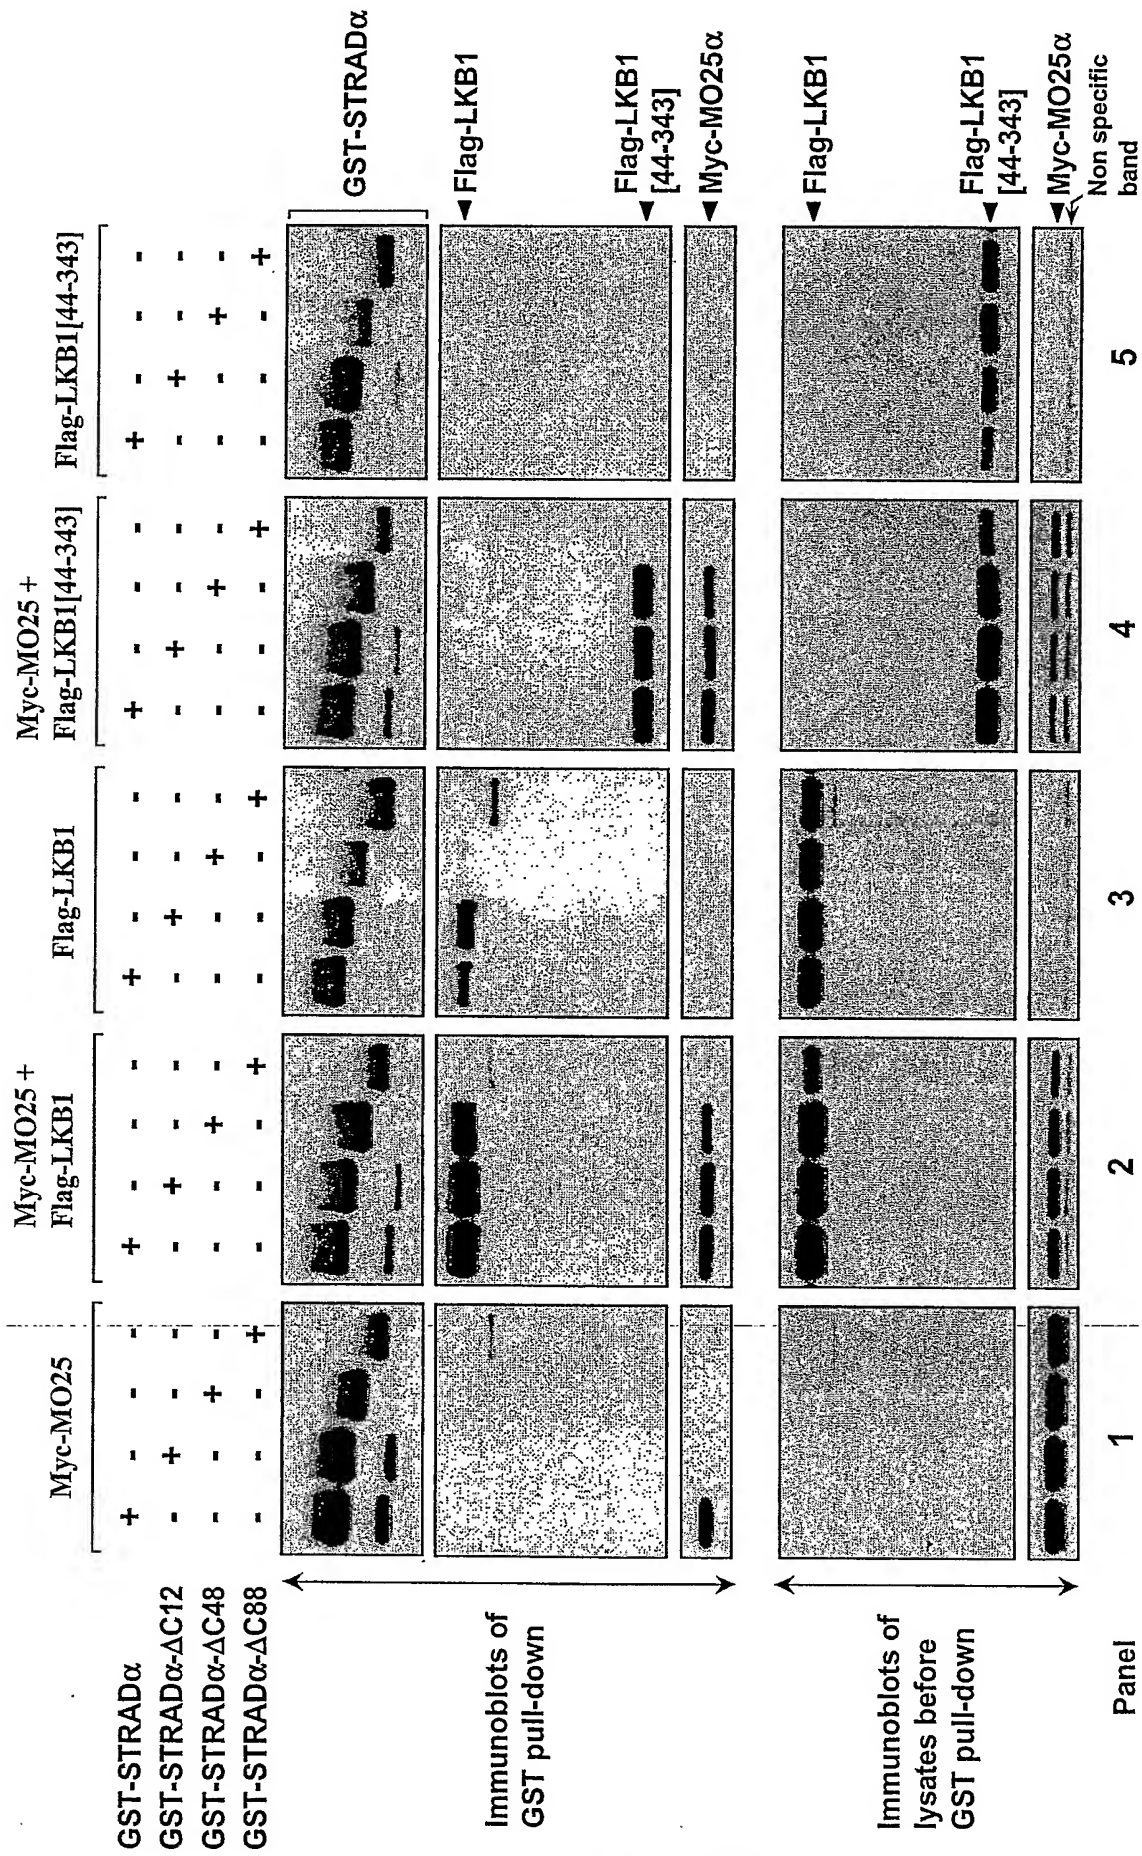 Myc-MO25
Myc-MO25 +
Flag-LKB1
Flag-LKB1
Myc-MO25 +
Flag-LKB1[44-343]
Flag-LKB1[44-343]
GST-STRADα + - - - + - - - + - - - + - - - + - - -
GST-STRADα-ΔC12 - + - - - + - - - + - - - + - - - + - -
GST-STRADα-ΔC48 - - + - - - + - - - + - - - + - - - + -
GST-STRADα-ΔC88 - - - + - - - + - - - + - - - + - - - +
GST-STRADα
Immunoblots of
GST pull-down
Flag-LKB1
Flag-LKB1
[44-343]
Myc-MO25α
Immunoblots of
lysates before
GST pull-down
Flag-LKB1
Flag-LKB1
[44-343]
Myc-MO25α
Non specific
band
Panel 1 2 3 4 5